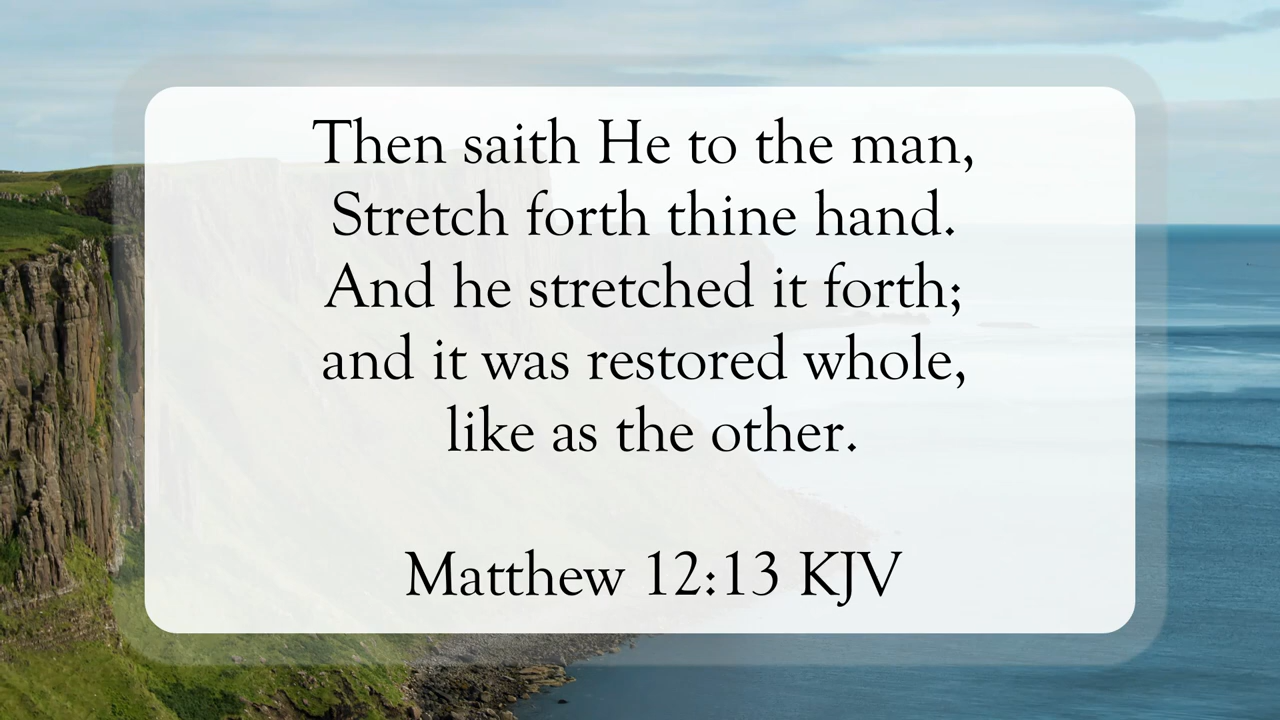 Then saith He to the man,
Stretch forth thine hand.
And he stretched it forth;
and it was restored whole,
like as the other.
Matthew 12:13 KJV